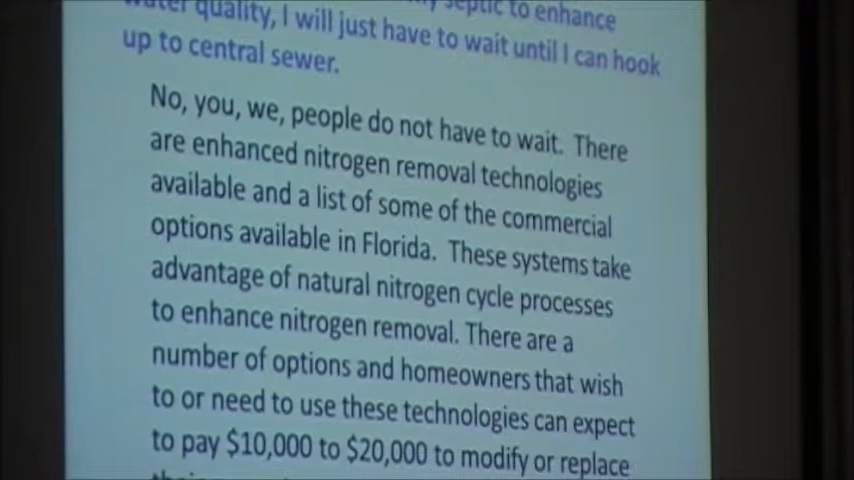 water quality, I will just have to wait until I can hook
up to central sewer.
No, you, we, people do not have to wait. There
are enhanced nitrogen removal technologies
available and a list of some of the commercial
options available in Florida. These systems take
advantage of natural nitrogen cycle processes
to enhance nitrogen removal. There are a
number of options and homeowners that wish
to or need to use these technologies can expect
to pay $10,000 to $20,000 to modify or replace